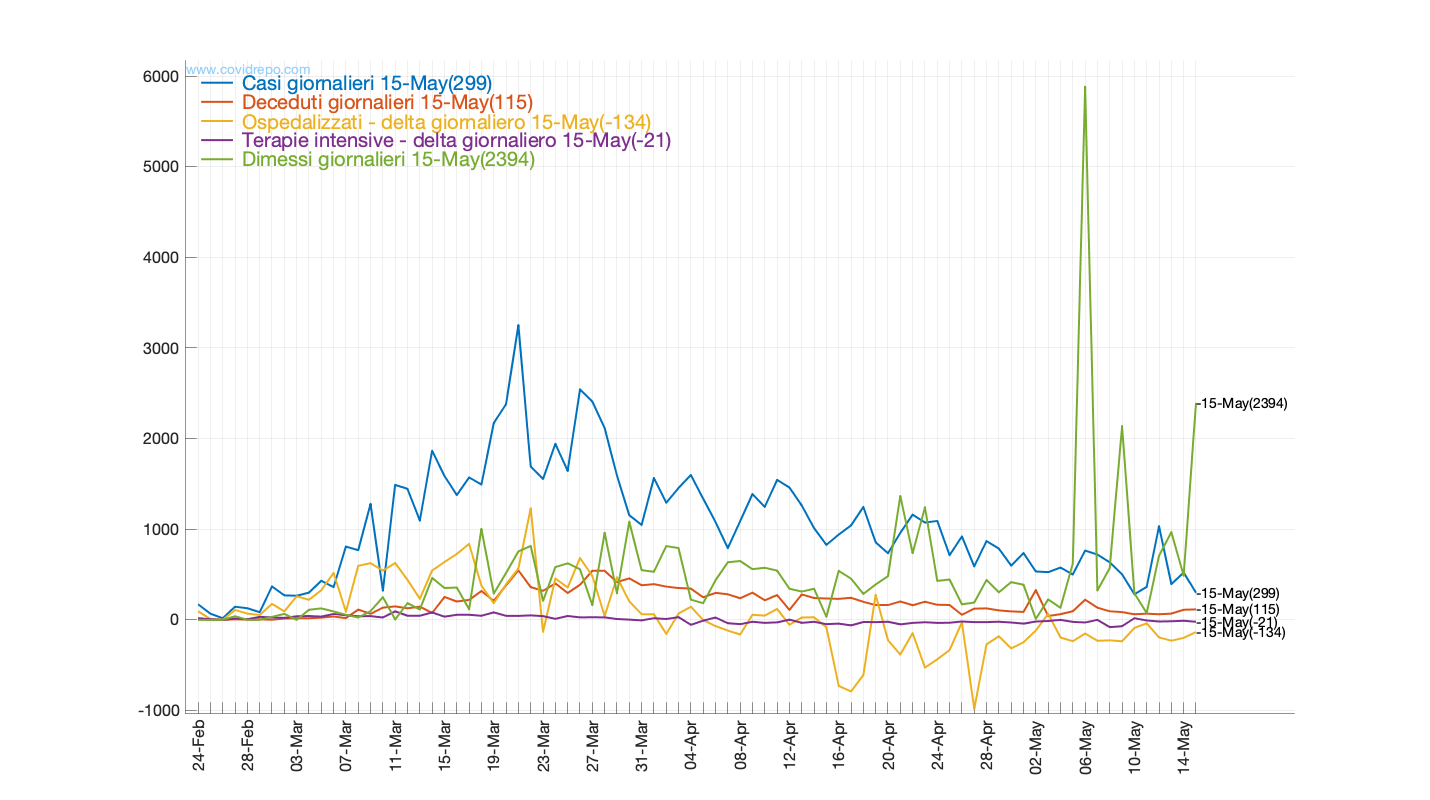 www.covidrepo.com
Casi giornalieri 15-May(299)
Deceduti giornalieri 15-May(115)
Ospedalizzati - delta giornaliero 15-May(-134)
Terapie intensive - delta giornaliero 15-May(-21)
Dimessi giornalieri 15-May(2394)
6000
5000
4000
3000
2000
1000
0
-1000
15-May(2394)
15-May(299)
15-May(115)
15-May(-21)
15-May(-134)
24-Feb
28-Feb
03-Mar
07-Mar
11-Mar
15-Mar
19-Mar
23-Mar
27-Mar
31-Mar
04-Apr
08-Apr
12-Apr
16-Apr
20-Apr
24-Apr
28-Apr
02-May
06-May
10-May
14-May